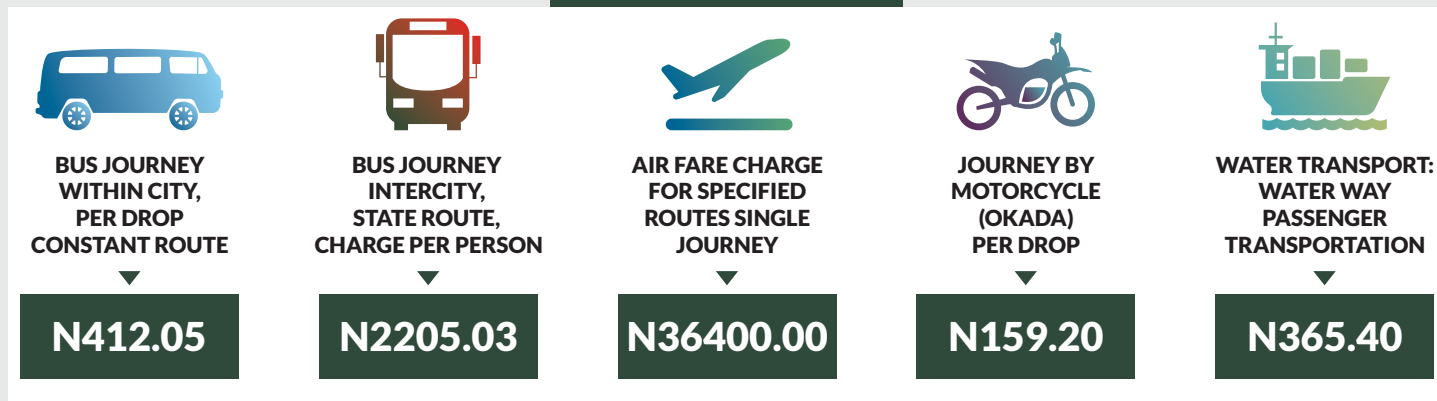 BUS JOURNEY
WITHIN CITY,
PER DROP
CONSTANT ROUTE
N412.05
BUS JOURNEY
INTERCITY,
STATE ROUTE,
CHARGE PER PERSON
N2205.03
AIR FARE CHARGE
FOR SPECIFIED
ROUTES SINGLE
JOURNEY
N36400.00
JOURNEY BY
MOTORCYCLE
(OKADA)
PER DROP
N159.20
WATER TRANSPORT:
WATER WAY
PASSENGER
TRANSPORTATION
N365.40